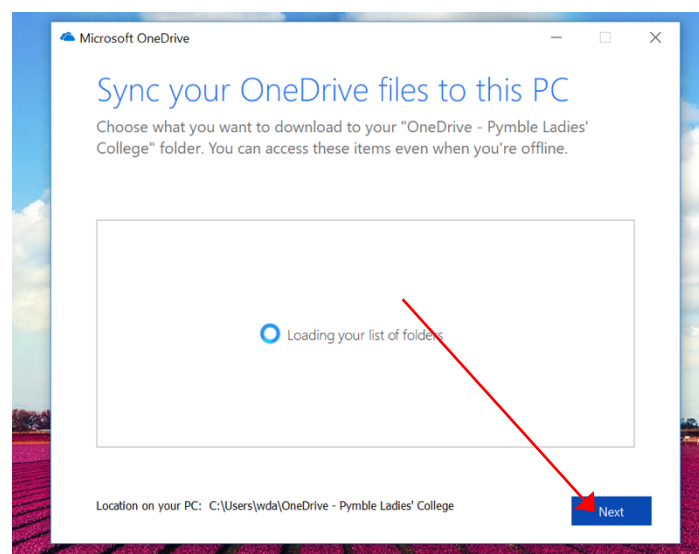 Microsoft OneDrive
Sync your OneDrive files to this PC
Choose what you want to download to your "OneDrive - Pymble Ladies'
College" folder. You can access these items even when you're offline.
Loading your list of folders
Location on your PC: C:\Users\wda\OneDrive - Pymble Ladies' College
Next